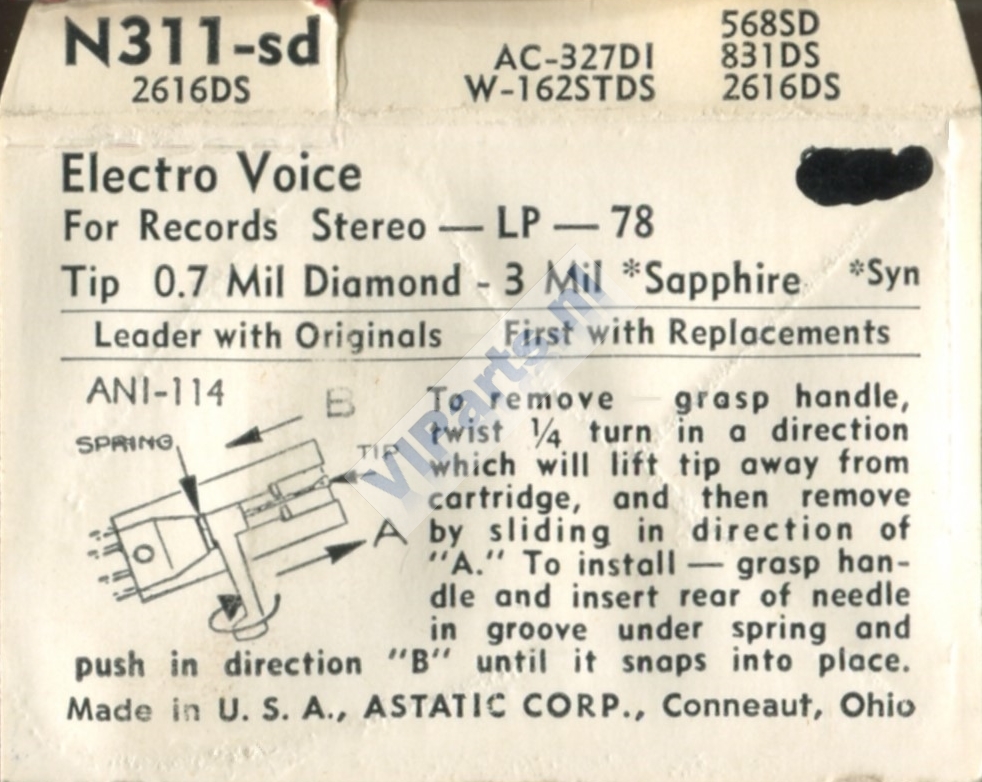 N311-sd
2616DS
AC-327DI
W-162STDS
568SD
831DS
2616DS
Electro Voice
For Records Stereo — LP — 78
Tip 0.7 Mil Diamond - 3 Mil *Sapphire *Syn
Leader with Originals First with Replacements
ANI-114
B
SPRING
TIP
A
To remove grasp handle,
twist ¼ turn in a direction
which will lift tip away from
cartridge, and then remove
by sliding in direction of
"A." To install — grasp han-
dle and insert rear of needle
in groove under spring and
push in direction "B" until it snaps into place.
Made in U. S. A., ASTATIC CORP., Conneaut, Ohio
VIParts.nl